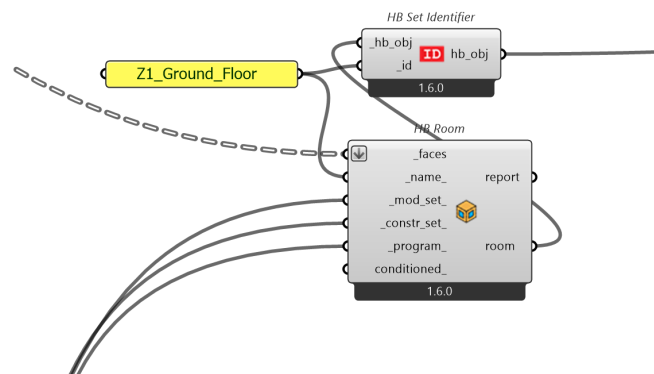 HB Set Identifier
_hb_obj
ID
hb_obj
_id
1.6.0
Z1_Ground_Floor
HB Room
_faces
_name_
report
_mod_set_
_constr_set_
_program_
room
conditioned_
1.6.0